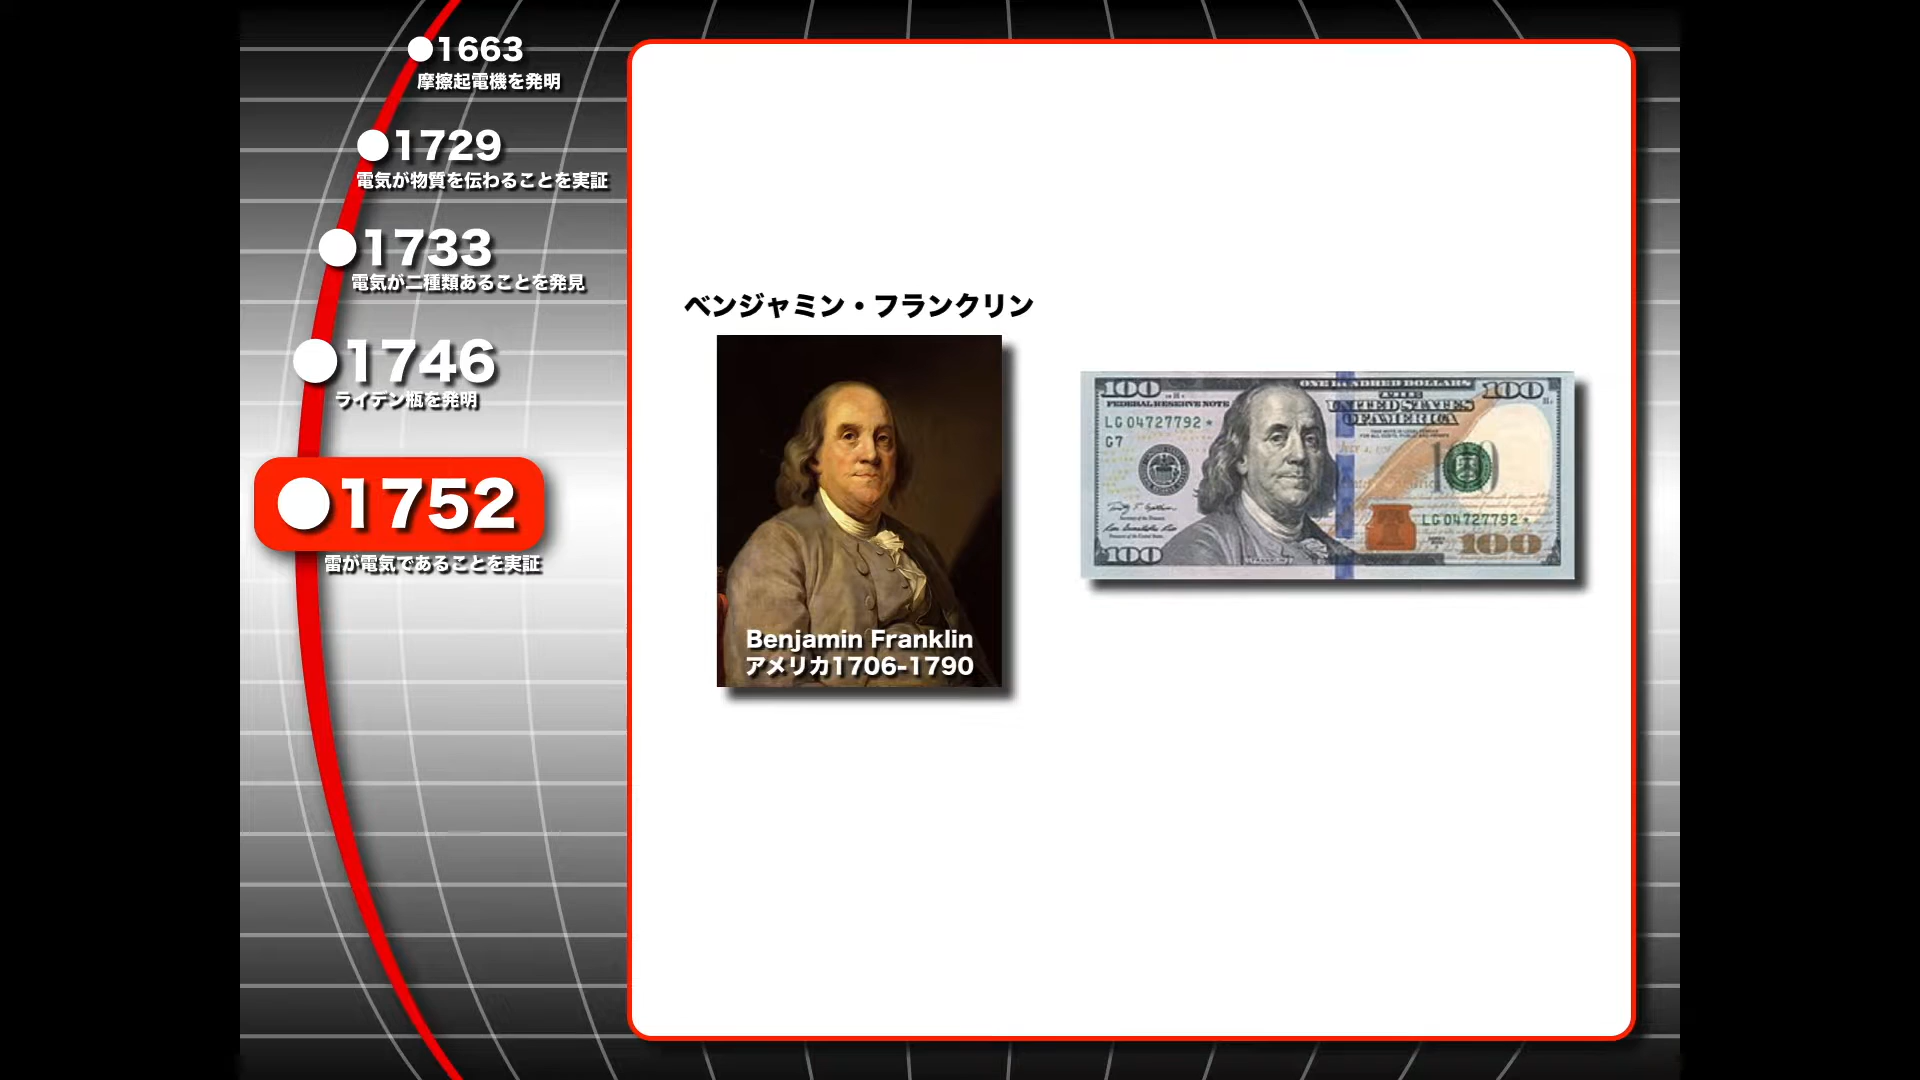 1663
摩擦起電機を発明
1729
電気が物質を伝わることを実証
1733
電気が二種類あることを発見
1746
ライデン瓶を発明
1752
雷が電気であることを実証
ベンジャミン・フランクリン
Benjamin Franklin
アメリカ1706-1790
100
ONE HUNDRED DOLLARS
100
FEDERAL RESERVE NOTE
THE
UNITED STATES
OF AMERICA
LG 04727792 *
G7
LG 04727792 *
100
100